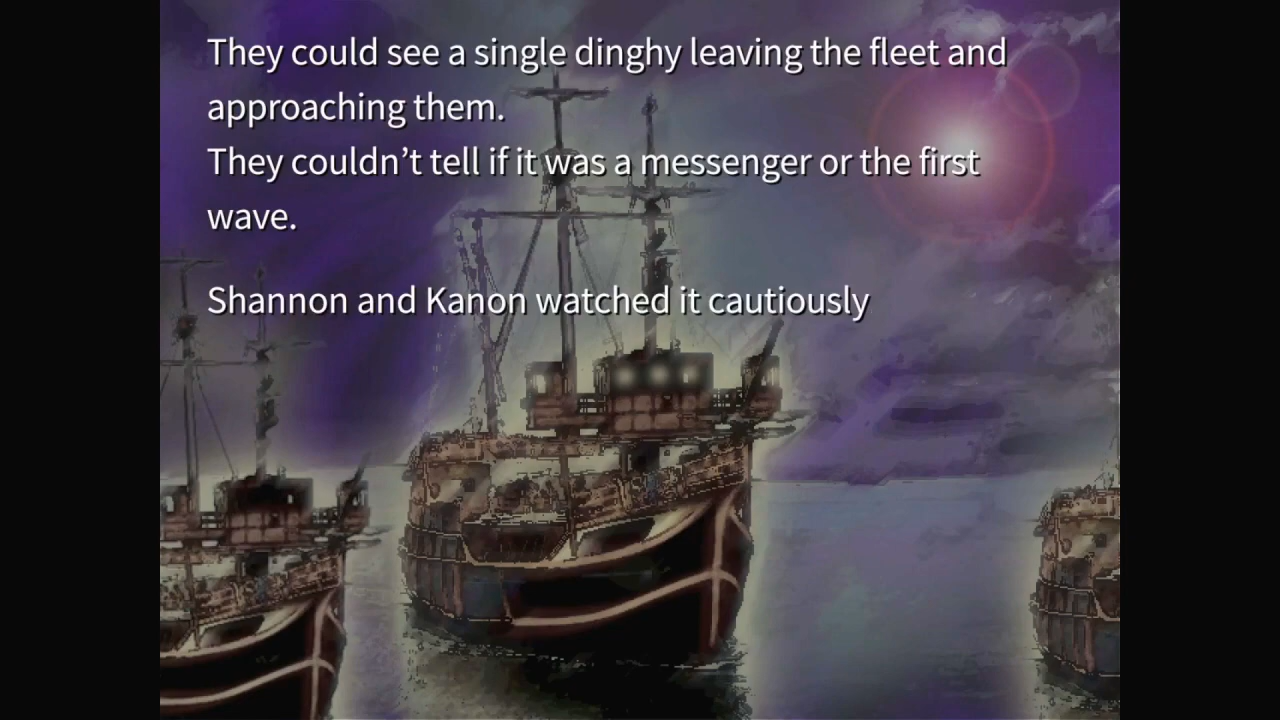 They could see a single dinghy leaving the fleet and
approaching them.
They couldn’t tell if it was a messenger or the first
wave.
Shannon and Kanon watched it cautiously